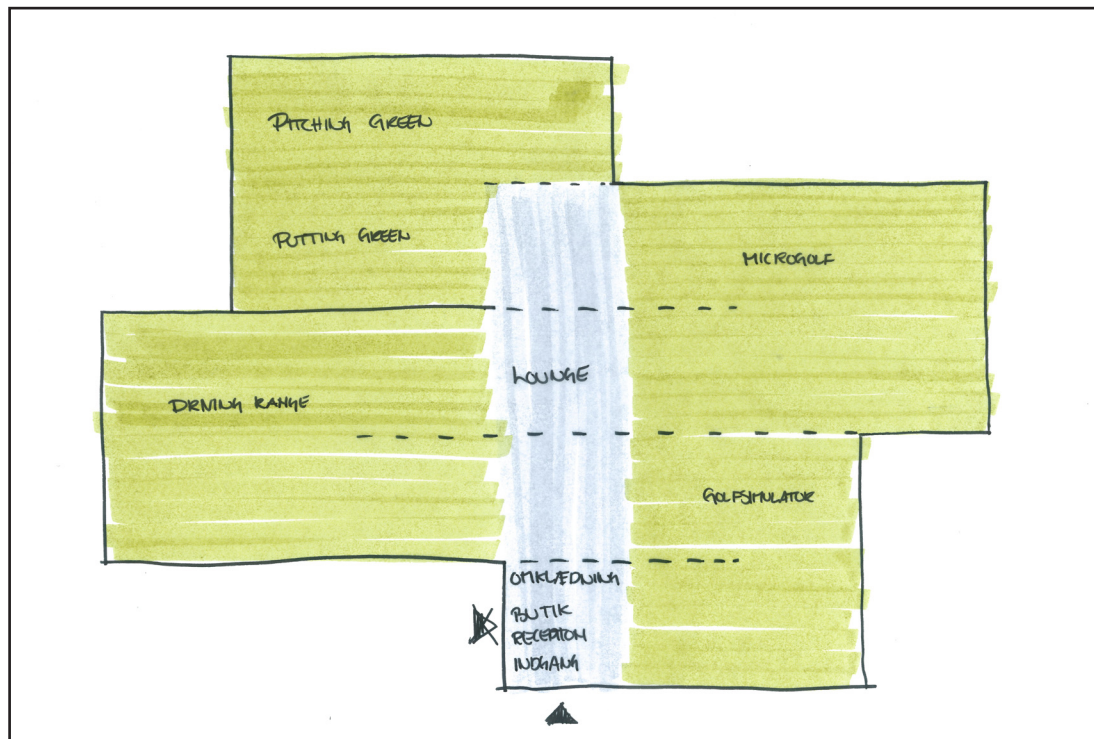 PITCHING GREEN
PUTTING GREEN
MICROGOLF
LOUNGE
DRIVING RANGE
GOLFSIMULATOR
OMKLÆDNING
BUTIK
RECEPTION
INDGANG